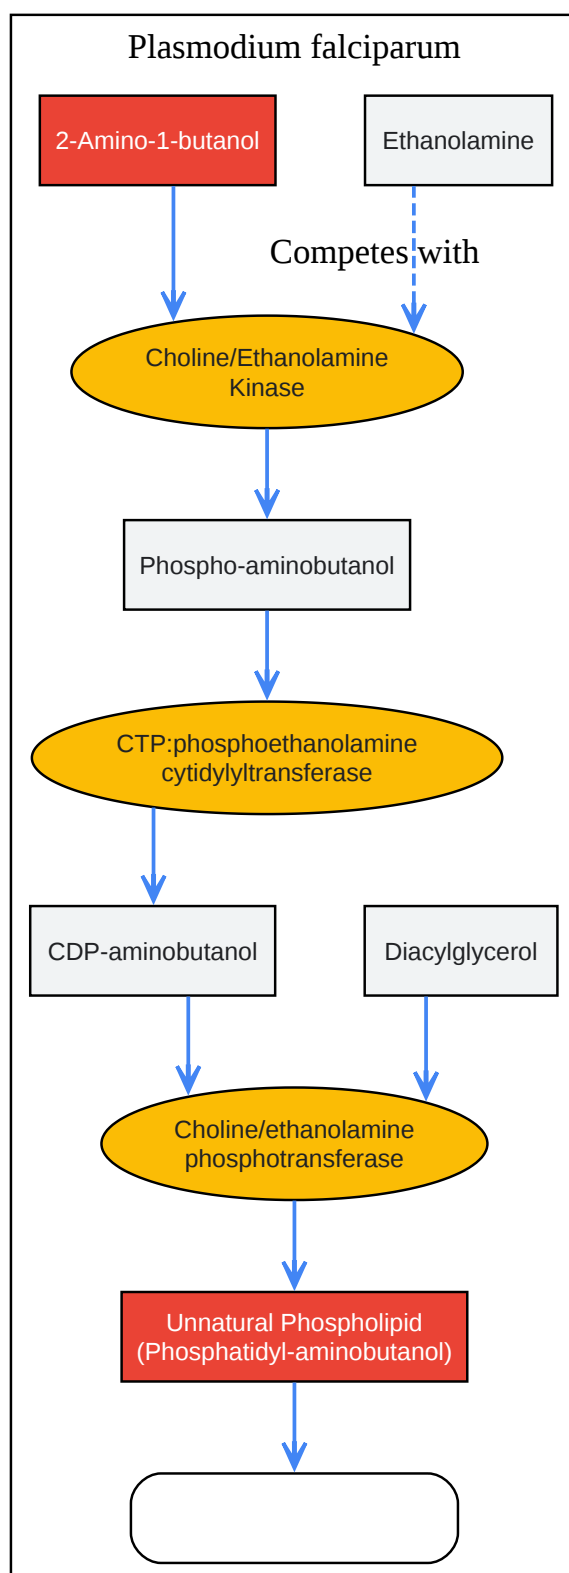 Plasmodium falciparum
2-Amino-1-butanol
Ethanolamine
Competes with
Choline/Ethanolamine
Kinase
Phospho-aminobutanol
CTP:phosphoethanolamine
cytidylyltransferase
CDP-aminobutanol
Diacylglycerol
Choline/ethanolamine
phosphotransferase
Unnatural Phospholipid
(Phosphatidyl-aminobutanol)